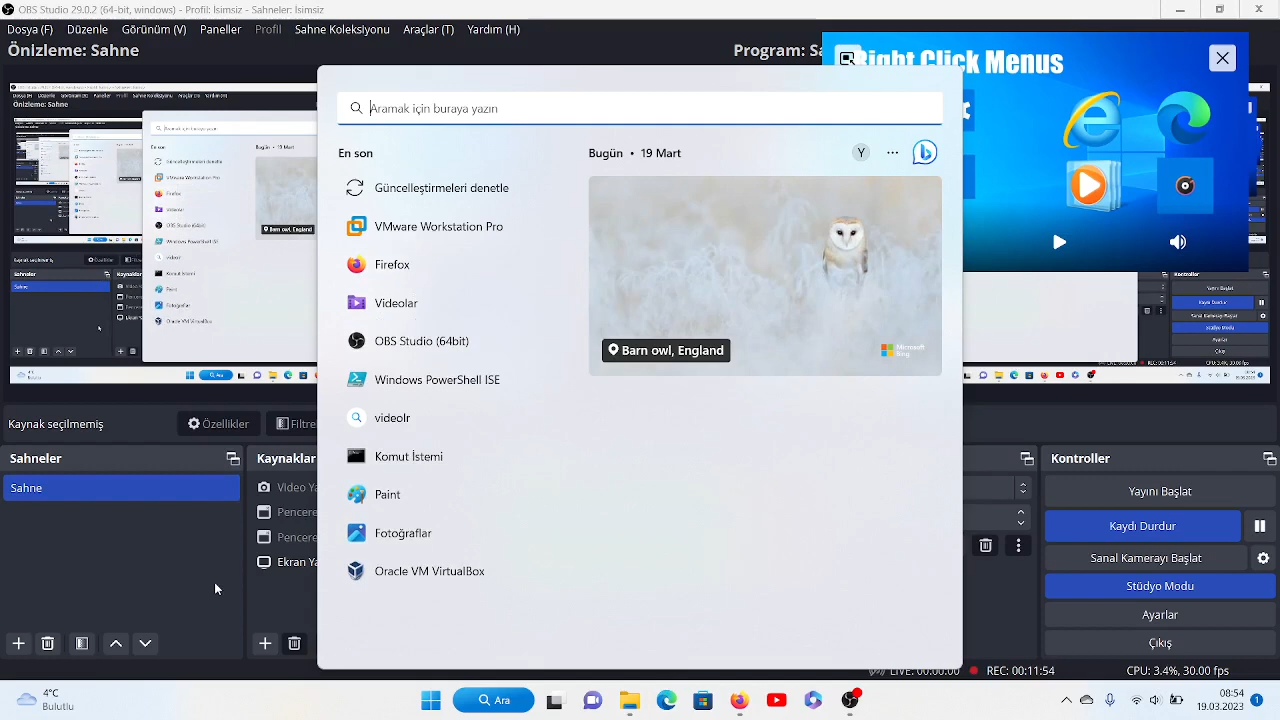 OBS Studio 29.0.2 (64-bit, windows) - Profil: İsimsiz - Sahneler: İsimsiz
Dosya (F) Düzenle Görünüm (V) Paneller Profil Sahne Koleksiyonu Araçlar (T) Yardım (H)
Önizleme: Sahne
Program: Sa
Right Click Menus
Aramak için buraya yazın
En son
Bugün • 19 Mart
Y
Güncelleştirmeleri denetle
VMware Workstation Pro
Firefox
Videolar
OBS Studio (64bit)
Windows PowerShell ISE
videolr
Komut İstemi
Paint
Fotoğraflar
Oracle VM VirtualBox
Barn owl, England
Microsoft
Bing
Kaynak seçilmemiş
Özellikler
Filtre
Sahneler
Sahne
Kaynaklar
Video Ya
Pencere
Pencere
Ekran Ya
Kontroller
Yayını Başlat
Kaydı Durdur
Sanal Kamerayı Başlat
Stüdyo Modu
Ayarlar
Çıkış
LIVE: 00:00:00 REC: 00:11:54 CPU: 3.4%, 30.00 fps
4°C
Bulutlu
Ara
08:54
19.03.2023
1